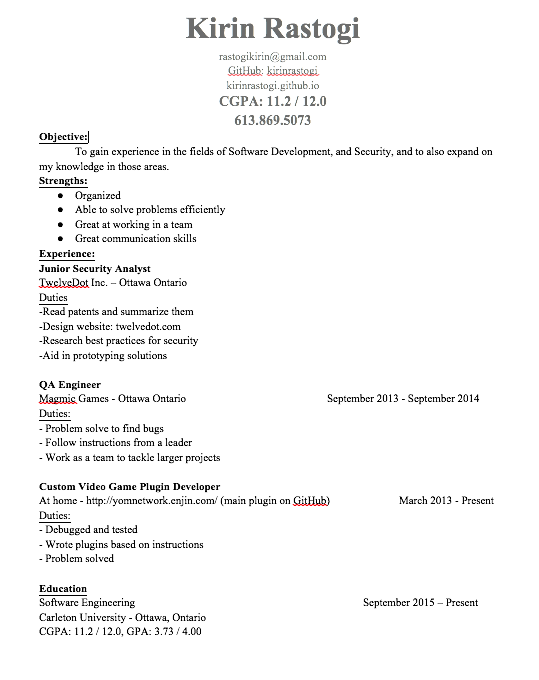 Kirin Rastogi
rastogikirin@gmail.com
GitHub: kirinrastogi
kirinrastogi.github.io
CGPA: 11.2 / 12.0
613.869.5073
Objective:
To gain experience in the fields of Software Development, and Security, and to also expand on
my knowledge in those areas.
Strengths:
● Organized
● Able to solve problems efficiently
● Great at working in a team
● Great communication skills
Experience:
Junior Security Analyst
TwelveDot Inc. – Ottawa Ontario
Duties
-Read patents and summarize them
-Design website: twelvedot.com
-Research best practices for security
-Aid in prototyping solutions
QA Engineer
Magmic Games - Ottawa Ontario September 2013 - September 2014
Duties:
- Problem solve to find bugs
- Follow instructions from a leader
- Work as a team to tackle larger projects
Custom Video Game Plugin Developer
At home - http://yomnetwork.enjin.com/ (main plugin on GitHub) March 2013 - Present
Duties:
- Debugged and tested
- Wrote plugins based on instructions
- Problem solved
Education
Software Engineering September 2015 – Present
Carleton University - Ottawa, Ontario
CGPA: 11.2 / 12.0, GPA: 3.73 / 4.00